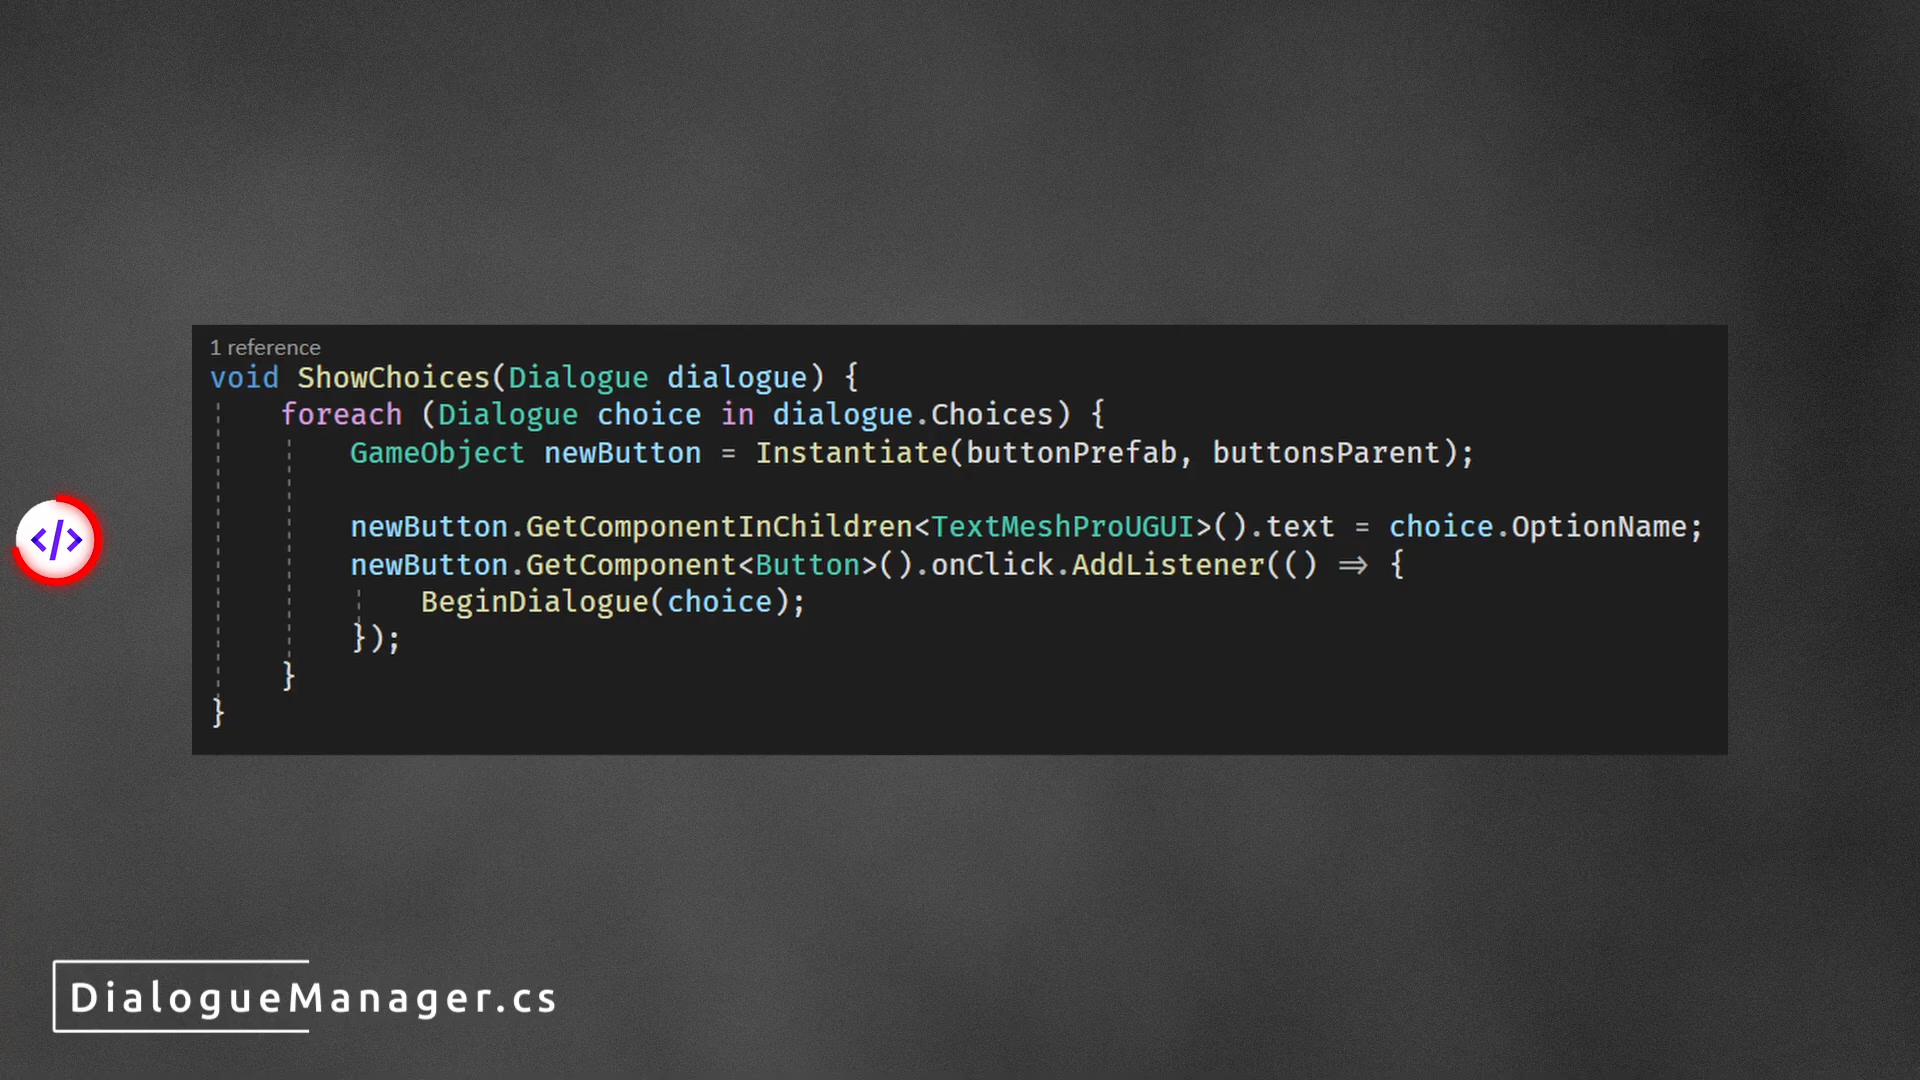 1 reference
void ShowChoices(Dialogue dialogue) {
foreach (Dialogue choice in dialogue.Choices) {
GameObject newButton = Instantiate(buttonPrefab, buttonsParent);
newButton.GetComponentInChildren<TextMeshProUGUI>().text = choice.OptionName;
newButton.GetComponent<Button>().onClick.AddListener(() => {
BeginDialogue(choice);
});
}
}
</>
DialogueManager.cs